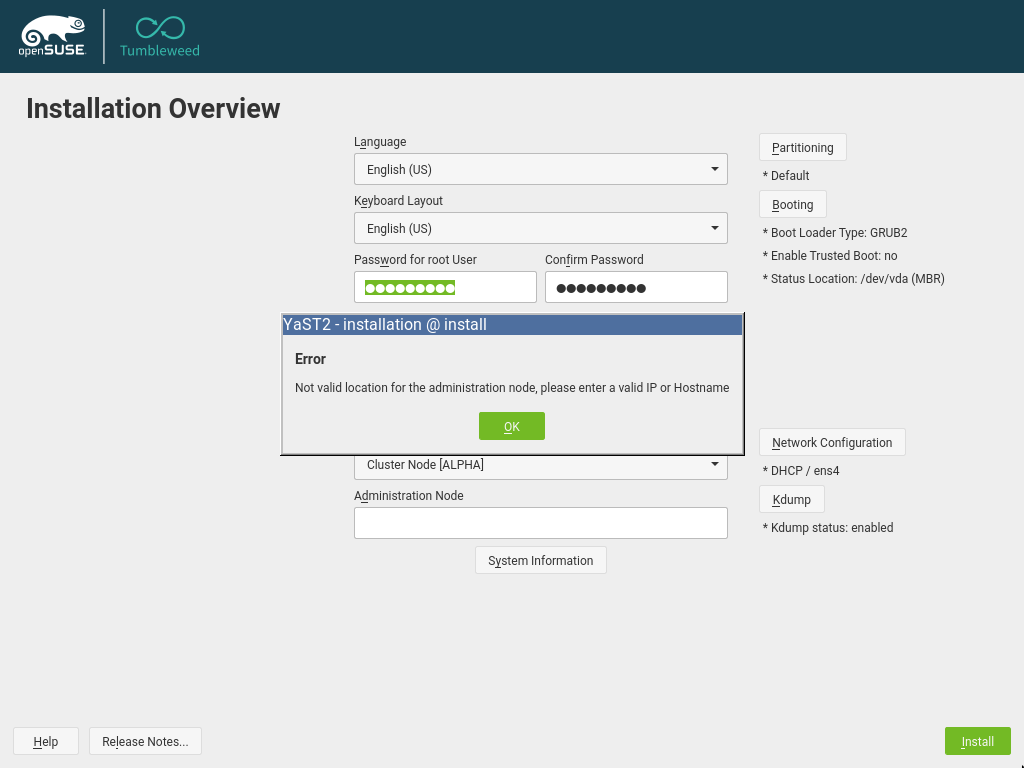 openSUSE
Tumbleweed
Installation Overview
Language
English (US)
Keyboard Layout
English (US)
Password for root User
Confirm Password
YaST2 - installation @ install
Error
Not valid location for the administration node, please enter a valid IP or Hostname
OK
Cluster Node [ALPHA]
Administration Node
System Information
Partitioning
* Default
Booting
* Boot Loader Type: GRUB2
* Enable Trusted Boot: no
* Status Location: /dev/vda (MBR)
Network Configuration
* DHCP / ens4
Kdump
* Kdump status: enabled
Help
Release Notes...
Install